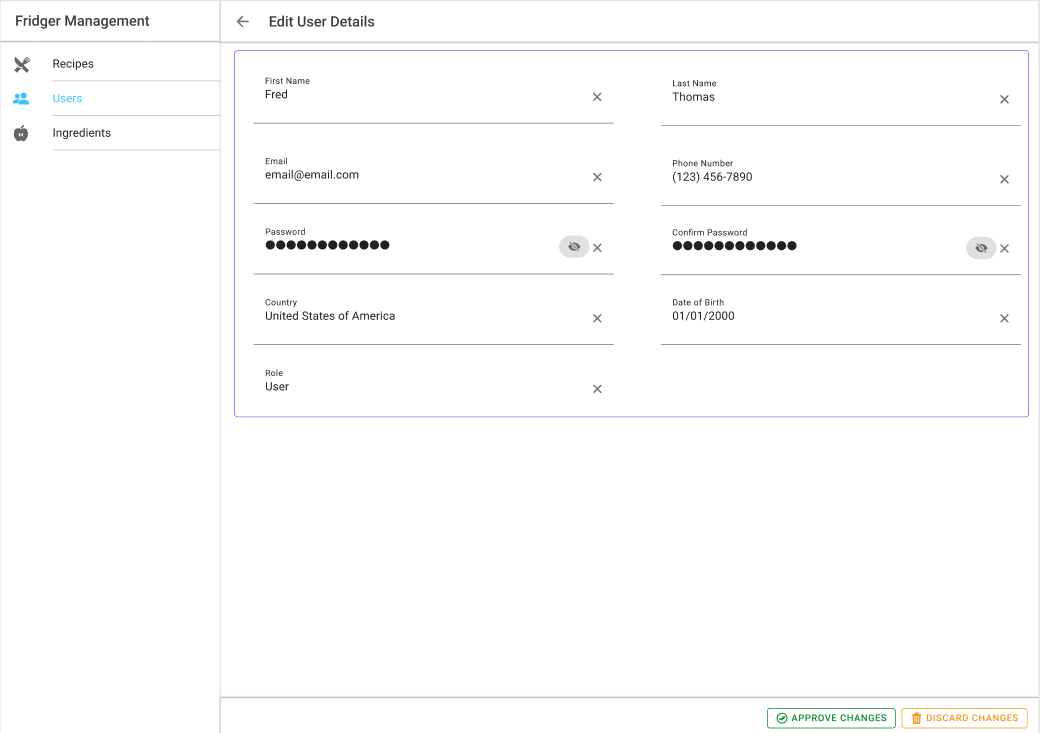 Fridger Management
Edit User Details
Recipes
Users
Ingredients
First Name
Fred
Last Name
Thomas
Email
email@email.com
Phone Number
(123) 456-7890
Password
●●●●●●●●●●●●
Confirm Password
●●●●●●●●●●●●
Country
United States of America
Date of Birth
01/01/2000
Role
User
APPROVE CHANGES
DISCARD CHANGES